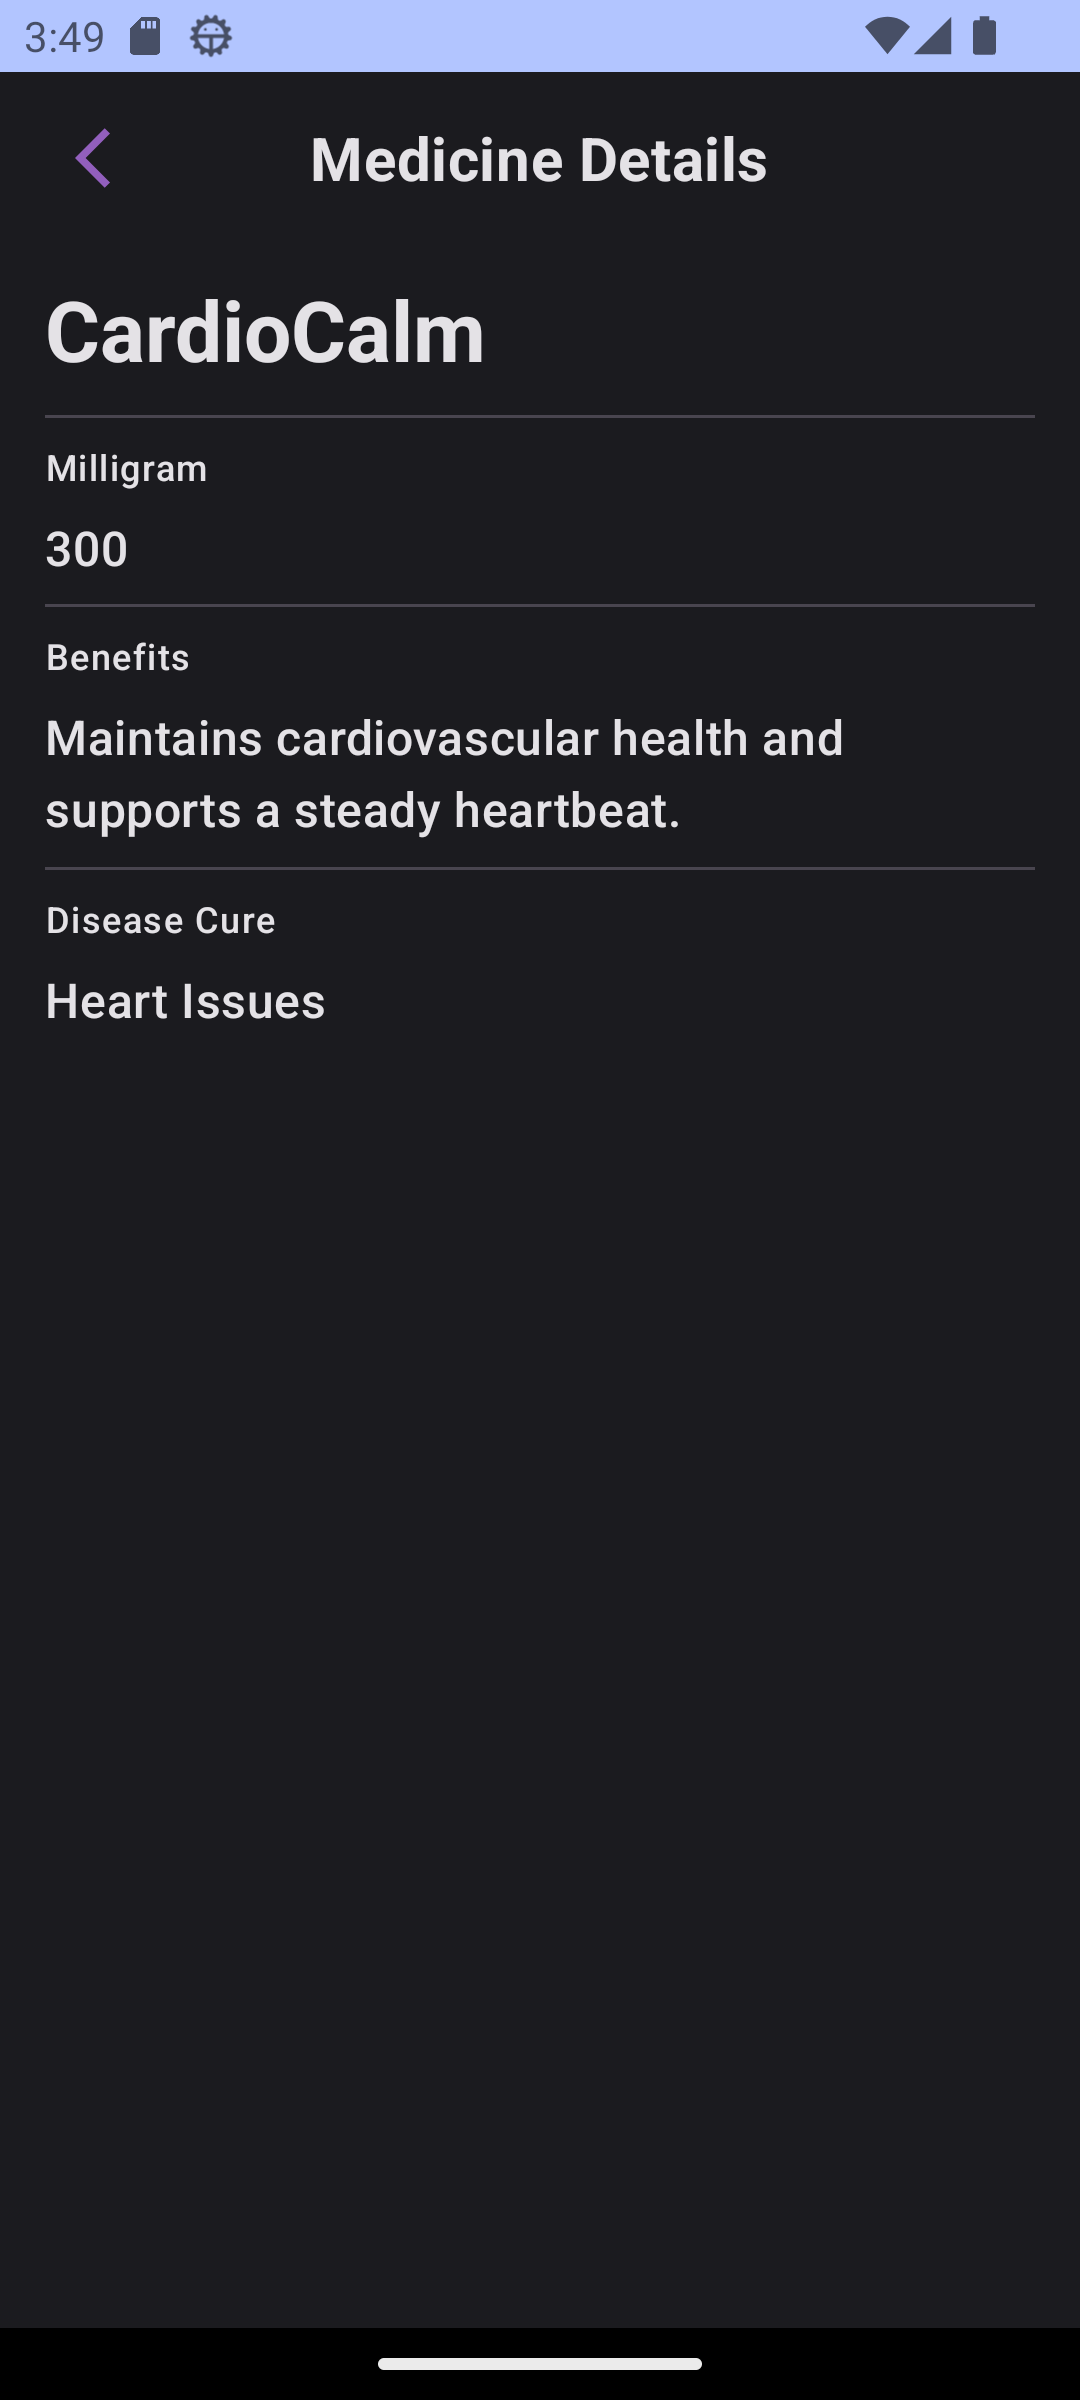 3:49
Medicine Details
CardioCalm
Milligram
300
Benefits
Maintains cardiovascular health and
supports a steady heartbeat.
Disease Cure
Heart Issues